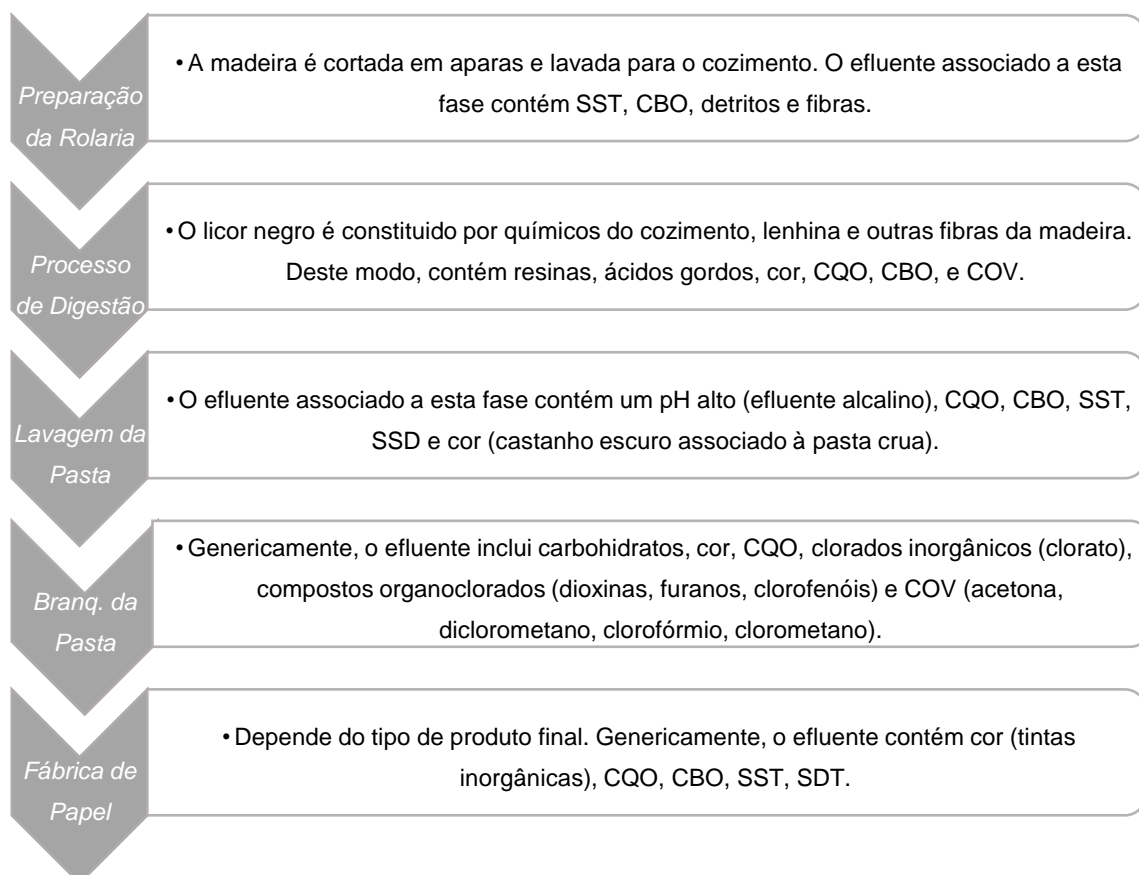 Preparação
da Rolaria
• A madeira é cortada em aparas e lavada para o cozimento. O efluente associado a esta
fase contém SST, CBO, detritos e fibras.
Processo
de Digestão
• O licor negro é constituido por químicos do cozimento, lenhina e outras fibras da madeira.
Deste modo, contém resinas, ácidos gordos, cor, CQO, CBO, e COV.
Lavagem da
Pasta
• O efluente associado a esta fase contém um pH alto (efluente alcalino), CQO, CBO, SST,
SSD e cor (castanho escuro associado à pasta crua).
Branq. da
Pasta
• Genericamente, o efluente inclui carbohidratos, cor, CQO, clorados inorgânicos (clorato),
compostos organoclorados (dioxinas, furanos, clorofenóis) e COV (acetona,
diclorometano, clorofórmio, clorometano).
Fábrica de
Papel
• Depende do tipo de produto final. Genericamente, o efluente contém cor (tintas
inorgânicas), CQO, CBO, SST, SDT.